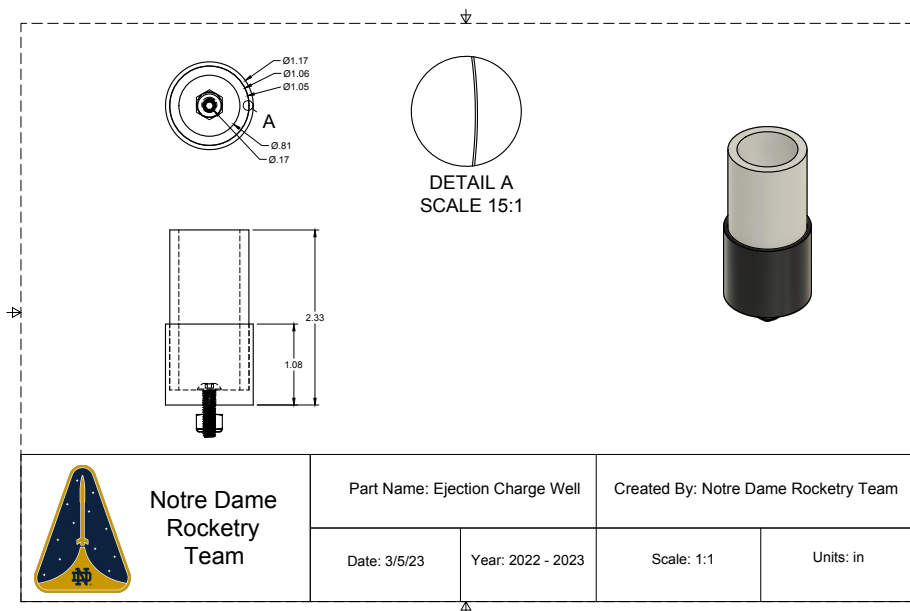 Ø1.17
Ø1.06
Ø1.05
A
Ø.81
Ø.17
DETAIL A
SCALE 15:1
2.33
1.08
ND
Notre Dame
Rocketry
Team
Part Name: Ejection Charge Well
Created By: Notre Dame Rocketry Team
Date: 3/5/23
Year: 2022 - 2023
Scale: 1:1
Units: in